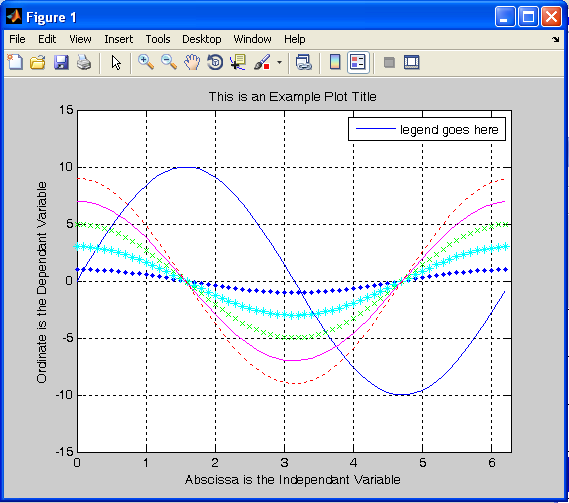 Figure 1
File Edit View Insert Tools Desktop Window Help
This is an Example Plot Title
legend goes here
15
10
5
0
-5
-10
-15
Ordinate is the Dependant Variable
0 1 2 3 4 5 6
Abscissa is the Independant Variable